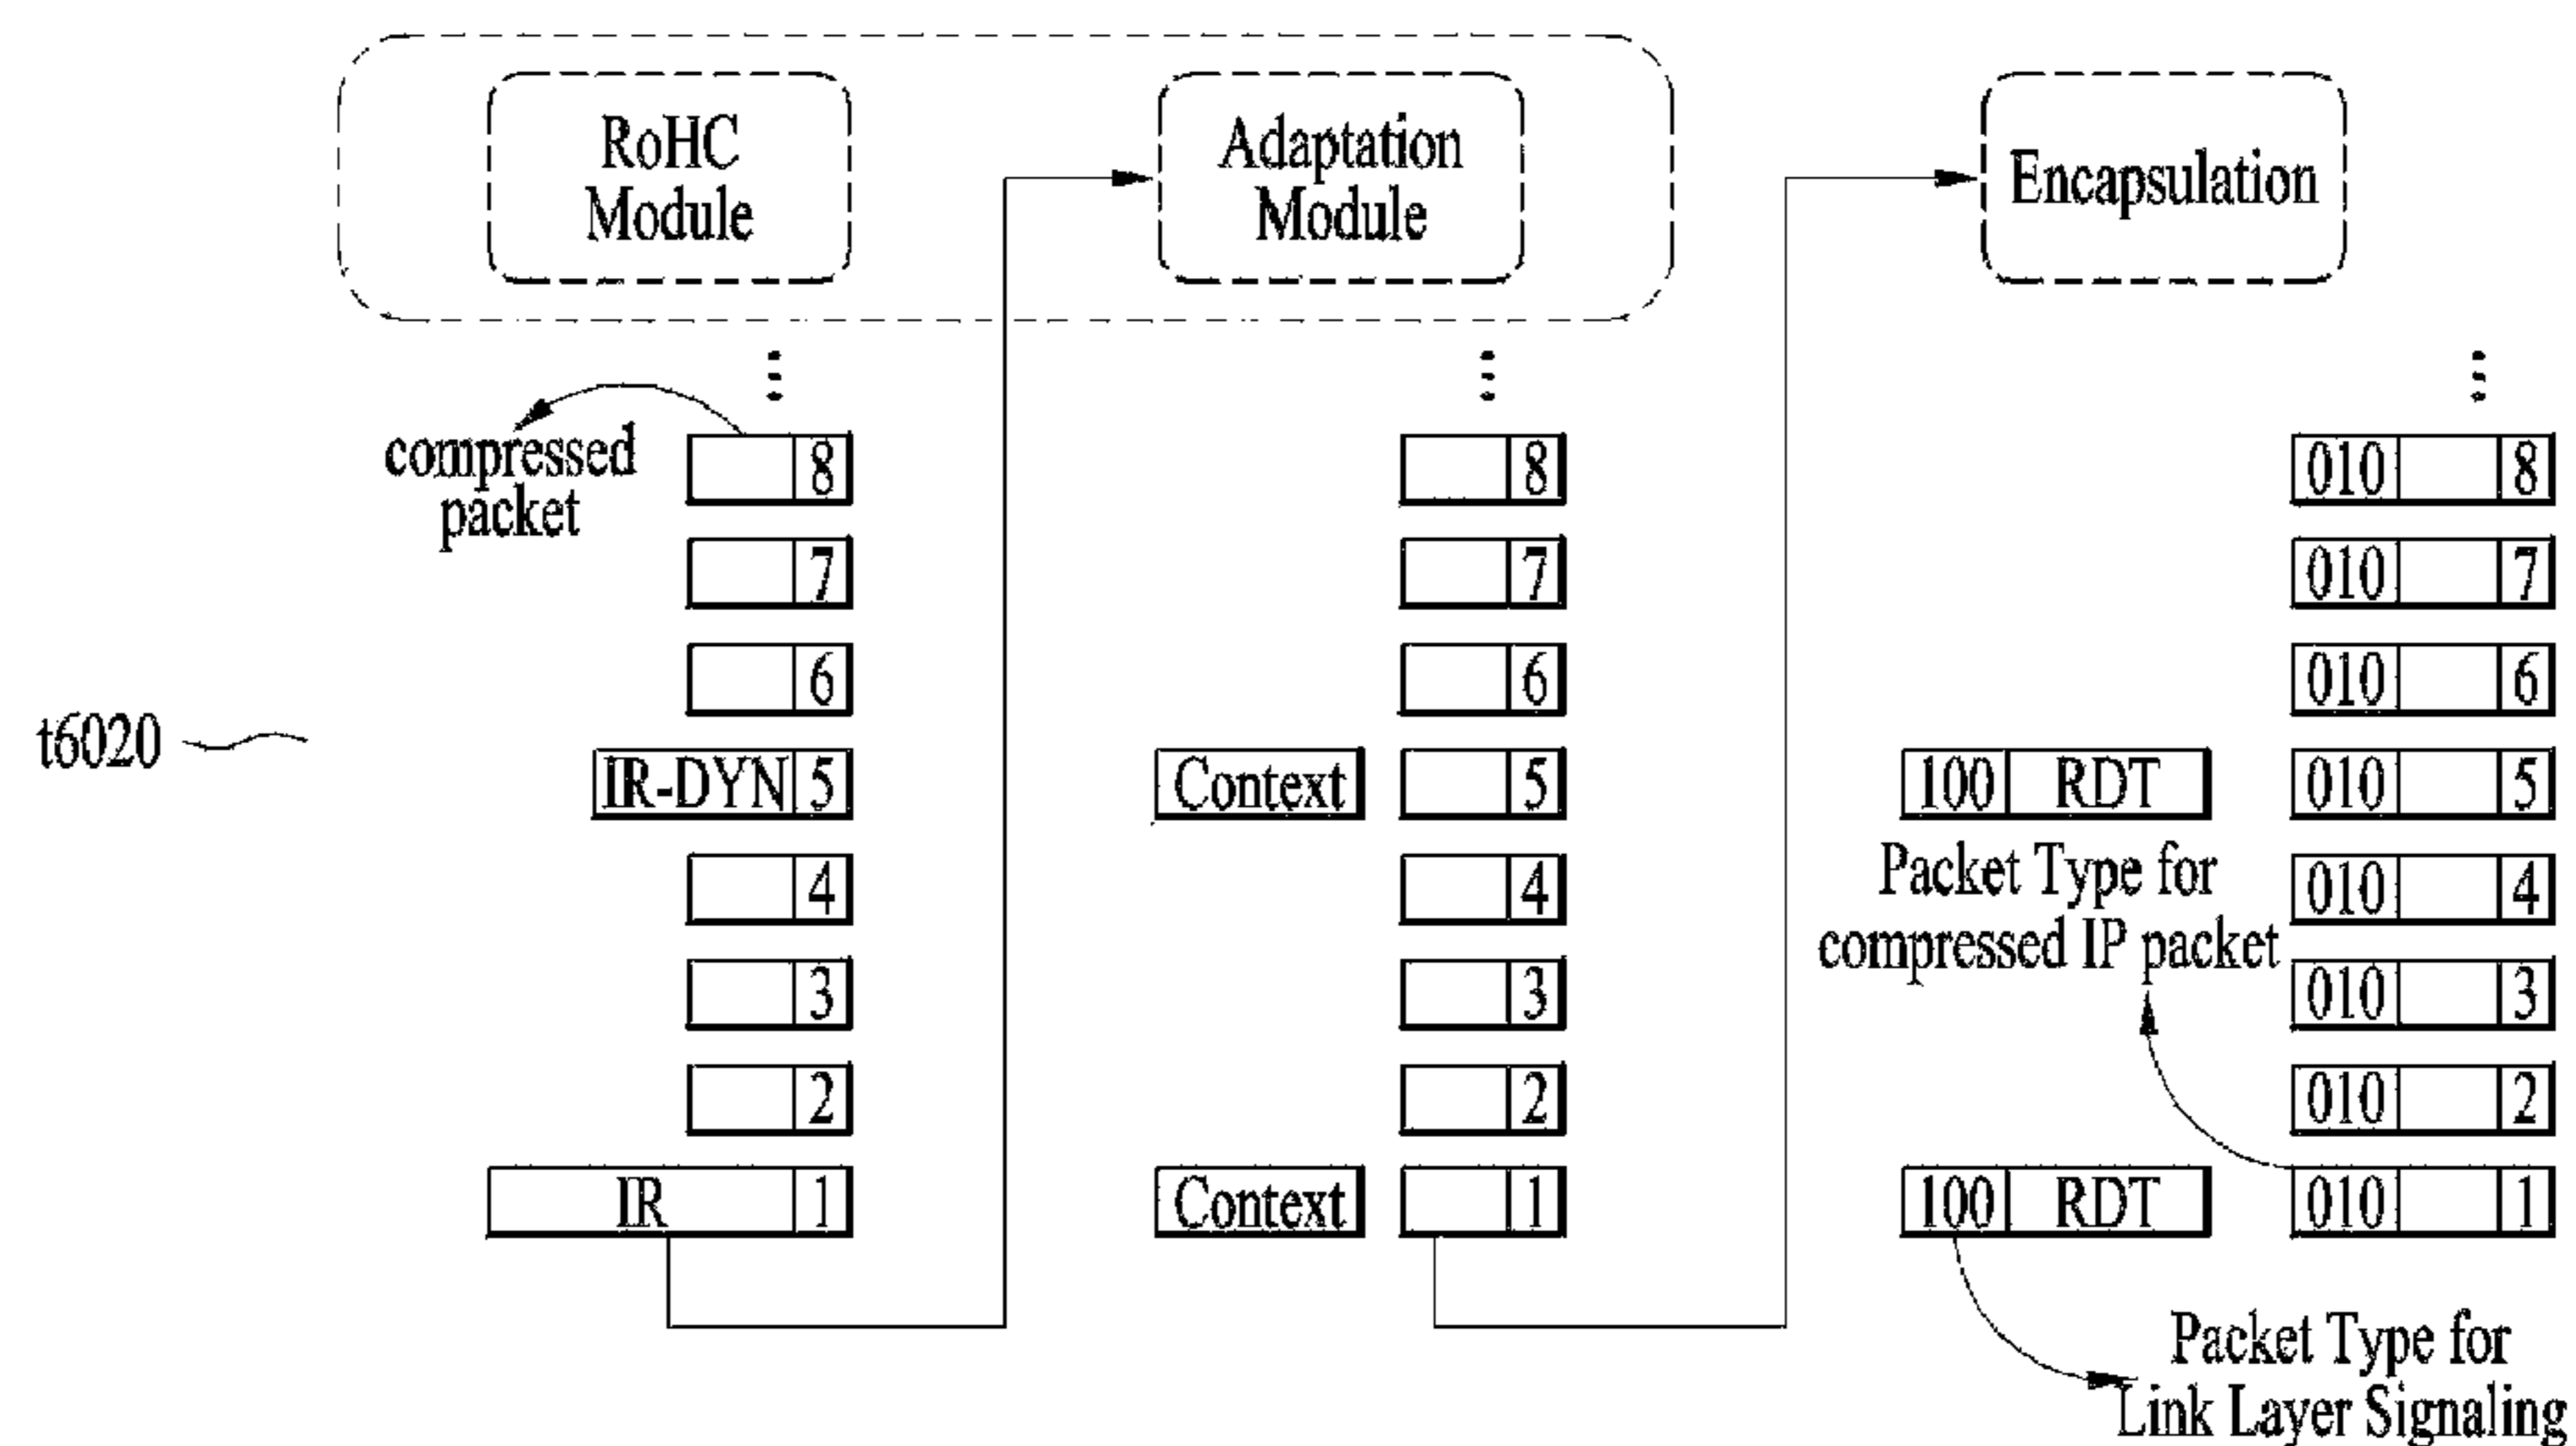 RoHC
Module
Adaptation
Module
Encapsulation
compressed
packet
8
8
010 8
7
7
010 7
6
6
010 6
t6020
IR-DYN 5
Context 5
100 RDT 010 5
Packet Type for
compressed IP packet
4
4
010 4
3
3
010 3
2
2
010 2
IR 1
Context 1
100 RDT 010 1
Packet Type for
Link Layer Signaling